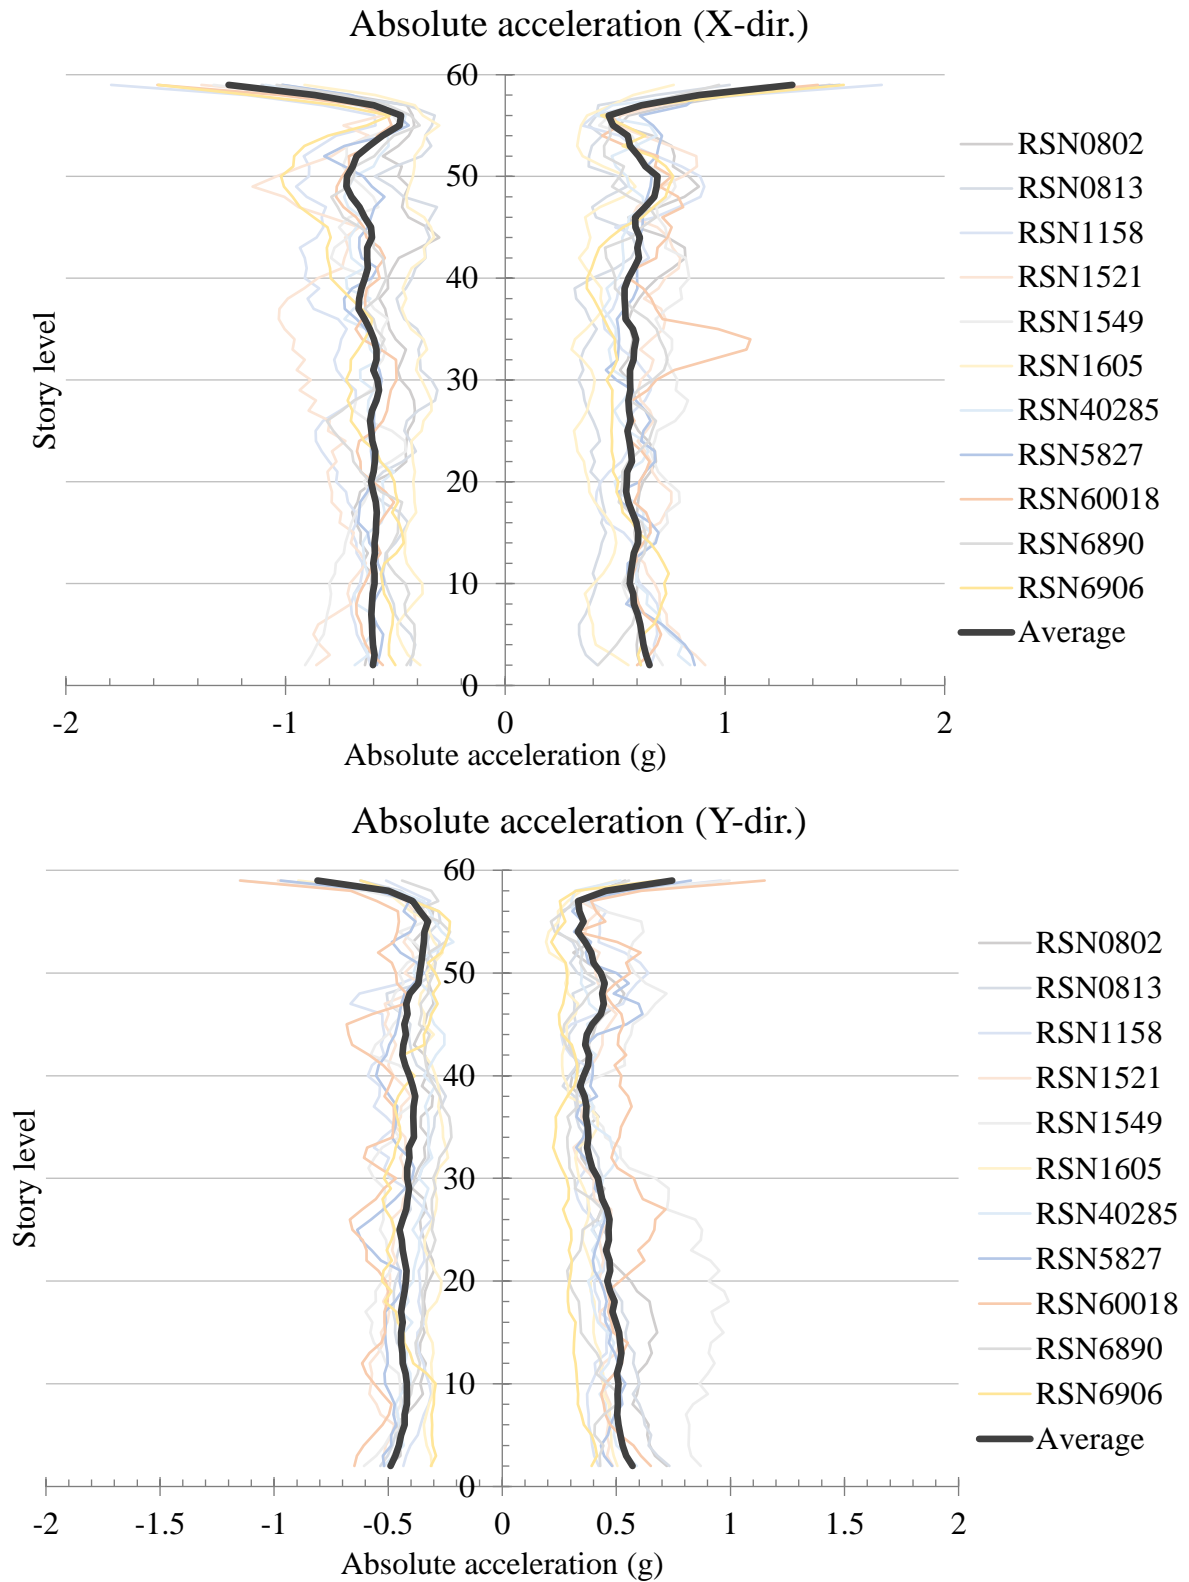 Absolute acceleration (X-dir.)
60
50
40
30
20
10
0
-2
-1
0
1
2
Story level
Absolute acceleration (g)
RSN0802
RSN0813
RSN1158
RSN1521
RSN1549
RSN1605
RSN40285
RSN5827
RSN60018
RSN6890
RSN6906
Average
Absolute acceleration (Y-dir.)
60
50
40
30
20
10
0
-2
-1.5
-1
-0.5
0
0.5
1
1.5
2
Story level
Absolute acceleration (g)
RSN0802
RSN0813
RSN1158
RSN1521
RSN1549
RSN1605
RSN40285
RSN5827
RSN60018
RSN6890
RSN6906
Average